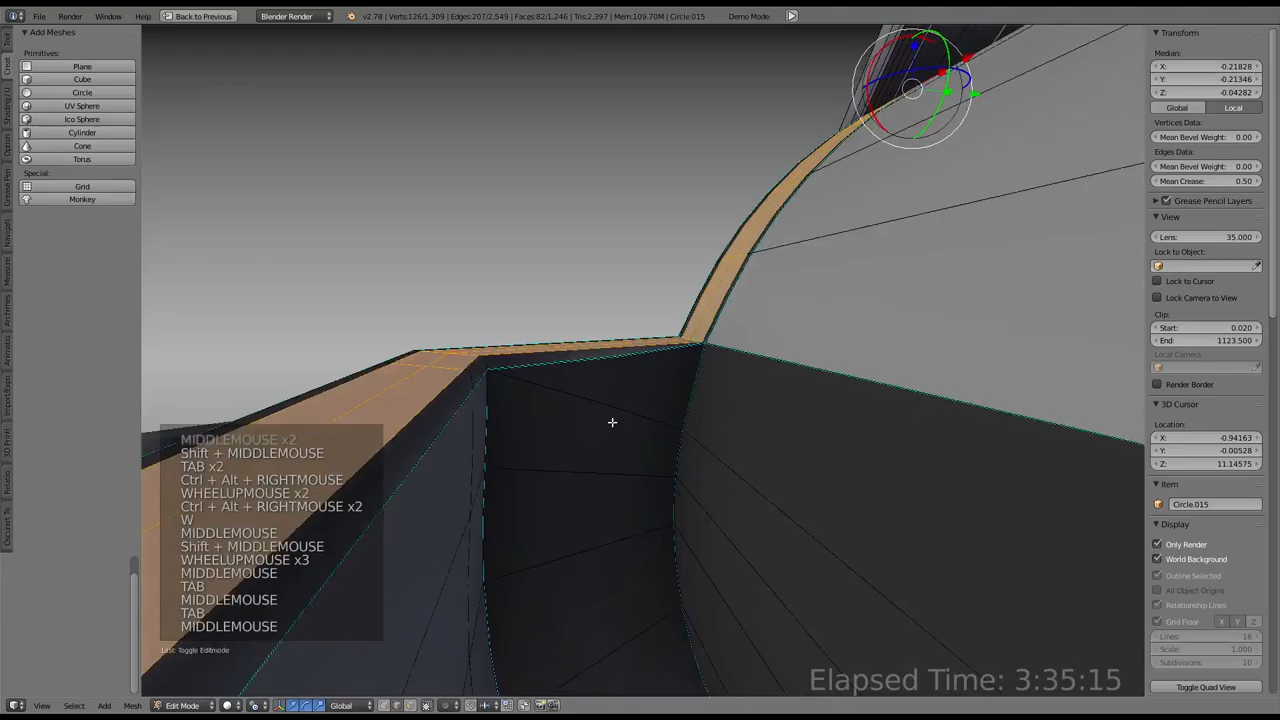 File
Render
Window
Help
Back to Previous
Blender Render
v2.78 | Verts:126/1,309 | Edges:207/2,549 | Faces:82/1,246 | Tris:2,397 | Mem:109.70M | Circle.015
Demo Mode:
Add Meshes
Primitives:
Plane
Cube
Circle
UV Sphere
Ico Sphere
Cylinder
Cone
Torus
Special:
Grid
Monkey
MIDDLEMOUSE x2
Shift + MIDDLEMOUSE
TAB x2
Ctrl + Alt + RIGHTMOUSE
WHEELUPMOUSE x2
Ctrl + Alt + RIGHTMOUSE x2
W
MIDDLEMOUSE
Shift + MIDDLEMOUSE
WHEELUPMOUSE x3
MIDDLEMOUSE
TAB
MIDDLEMOUSE
TAB
MIDDLEMOUSE
Last: Toggle Editmode
Elapsed Time: 3:35:15
Transform
Median:
X: -0.21828
Y: -0.21346
Z: -0.04282
Global Local
Vertices Data:
Mean Bevel Weight: 0.00
Edges Data:
Mean Bevel Weight: 0.00
Mean Crease: 0.50
Grease Pencil Layers
View
Lens: 35.000
Lock to Object:
Lock to Cursor
Lock Camera to View
Clip:
Start: 0.020
End: 1123.500
Local Camera:
Render Border
3D Cursor
Location:
X: -0.94163
Y: -0.00528
Z: 11.14575
Item
Circle.015
Display
Only Render
World Background
Outline Selected
All Object Origins
Relationship Lines
Grid Floor X Y Z
Lines: 16
Scale: 1.000
Subdivisions: 10
Toggle Quad View
View
Select
Add
Mesh
Edit Mode
Global